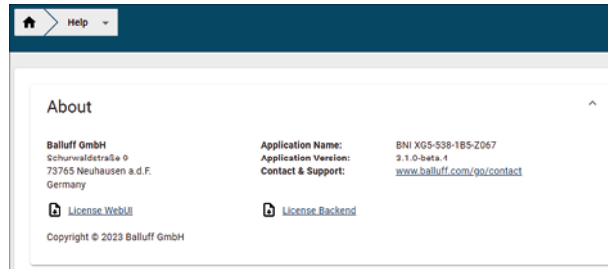 Help
About
Balluff GmbH
Schurwaldstraße 9
73765 Neuhausen a.d.F.
Germany
Application Name: BNI XG5-538-1B5-Z067
Application Version: 3.1.0-beta.4
Contact & Support: www.balluff.com/go/contact
License WebUI
License Backend
Copyright © 2023 Balluff GmbH